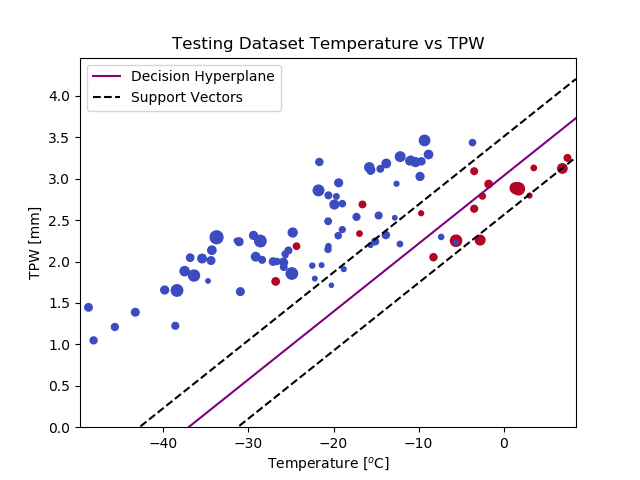 Testing Dataset Temperature vs TPW
Decision Hyperplane
Support Vectors
TPW [mm]
4.0
3.5
3.0
2.5
2.0
1.5
1.0
0.5
0.0
−40
−30
−20
−10
0
Temperature [°C]